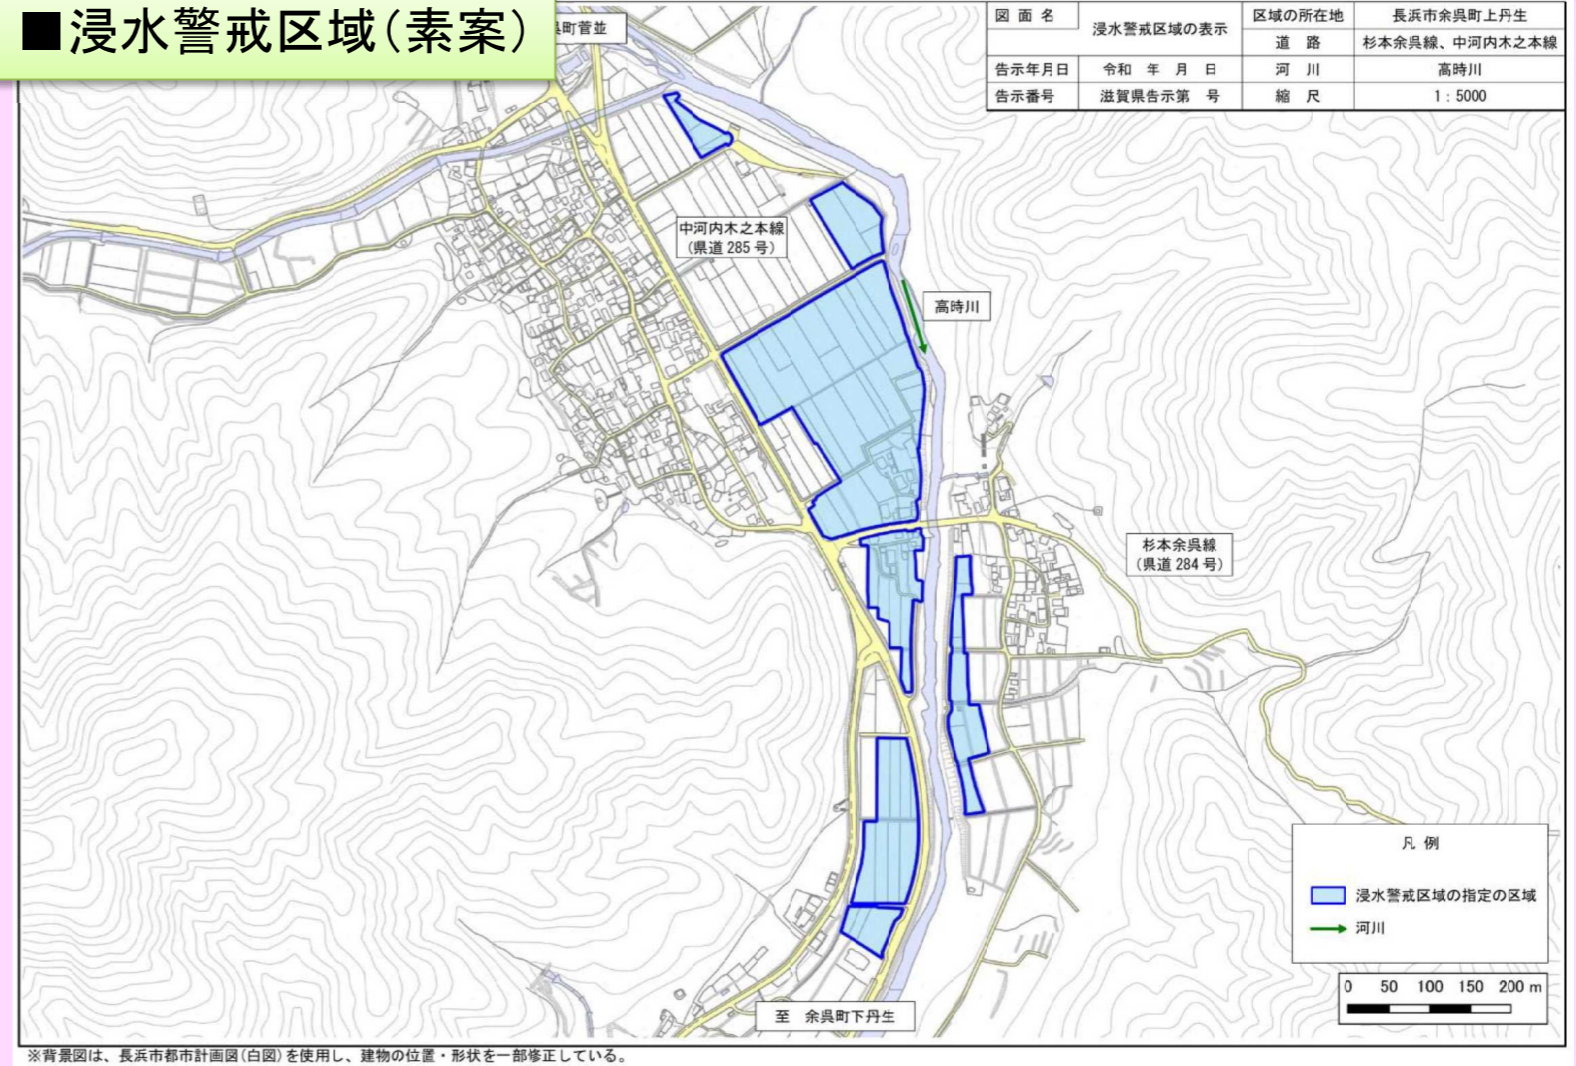 ■浸水警戒区域(素案)
呉町菅並
図面名
浸水警戒区域の表示
区域の所在地
長浜市余呉町上丹生
道 路
杉本余呉線、中河内木之本線
告示年月日
令和 年 月 日
河 川
高時川
告示番号
滋賀県告示第 号
縮 尺
1:5000
中河内木之本線
(県道285号)
高時川
杉本余呉線
(県道284号)
凡 例
浸水警戒区域の指定の区域
河川
0 50 100 150 200 m
至 余呉町下丹生
※背景図は、長浜市都市計画図(白図)を使用し、建物の位置・形状を一部修正している。